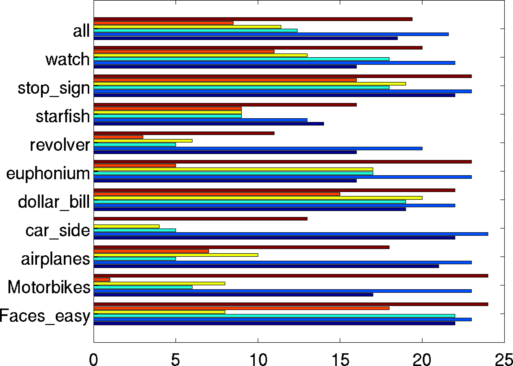 all
watch
stop_sign
starfish
revolver
euphonium
dollar_bill
car_side
airplanes
Motorbikes
Faces_easy
0 5 10 15 20 25